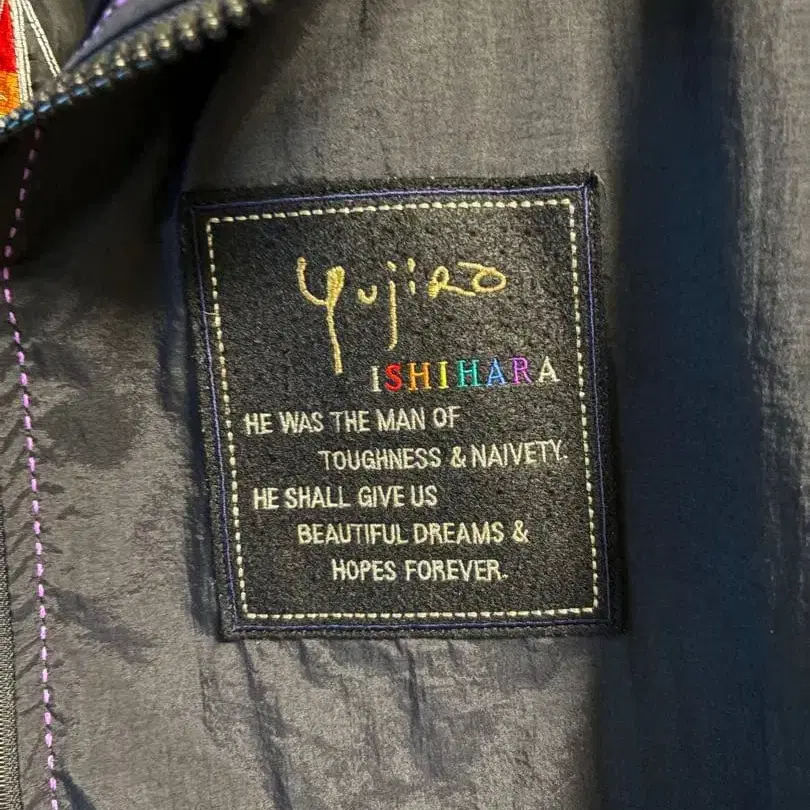 Yujiro
ISHIHARA
HE WAS THE MAN OF
TOUGHNESS & NAIVETY.
HE SHALL GIVE US
BEAUTIFUL DREAMS &
HOPES FOREVER.